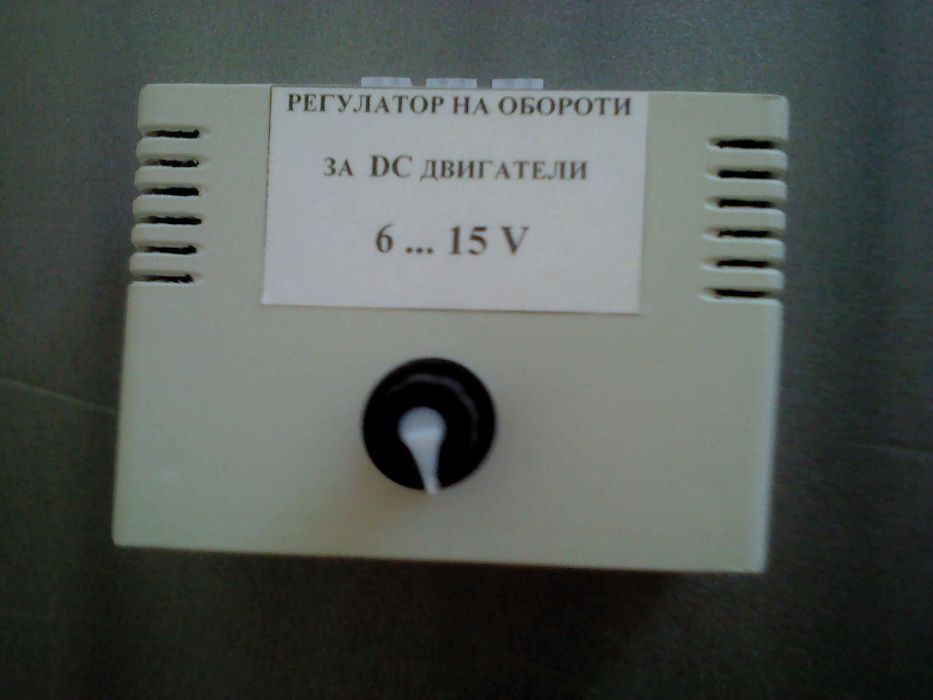 РЕГУЛАТОР НА ОБОРОТИ
ЗА DC ДВИГАТЕЛИ
6 ... 15 V